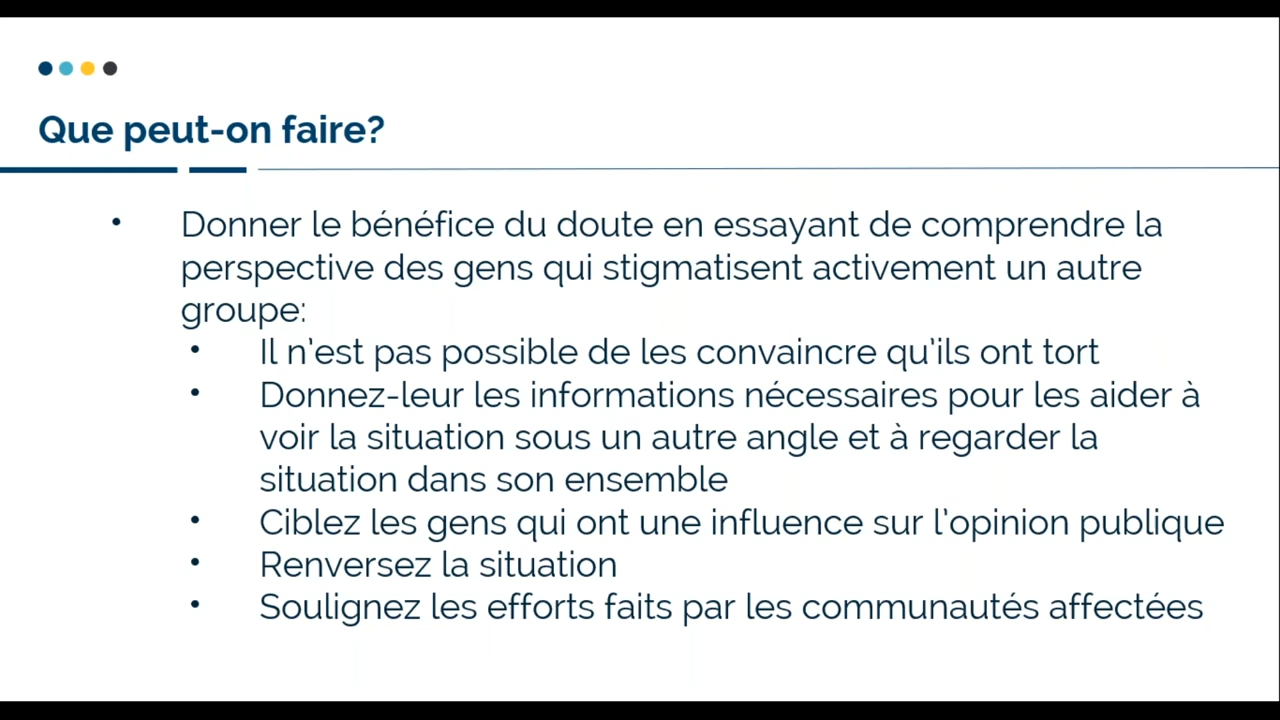 Que peut-on faire?
• Donner le bénéfice du doute en essayant de comprendre la
perspective des gens qui stigmatisent activement un autre
groupe:
• Il n'est pas possible de les convaincre qu'ils ont tort
• Donnez-leur les informations nécessaires pour les aider à
voir la situation sous un autre angle et à regarder la
situation dans son ensemble
• Ciblez les gens qui ont une influence sur l'opinion publique
• Renversez la situation
• Soulignez les efforts faits par les communautés affectées